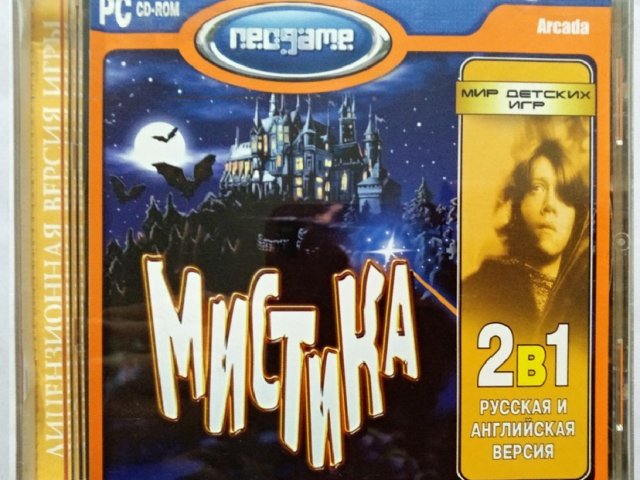 PC CD-ROM
neogame
Arcada
ЛИЦЕНЗИОННАЯ ВЕРСИЯ ИГРЫ
МИР ДЕТСКИХ
ИГР
МИСТИКА
2в1
РУССКАЯ И
АНГЛИЙСКАЯ
ВЕРСИЯ